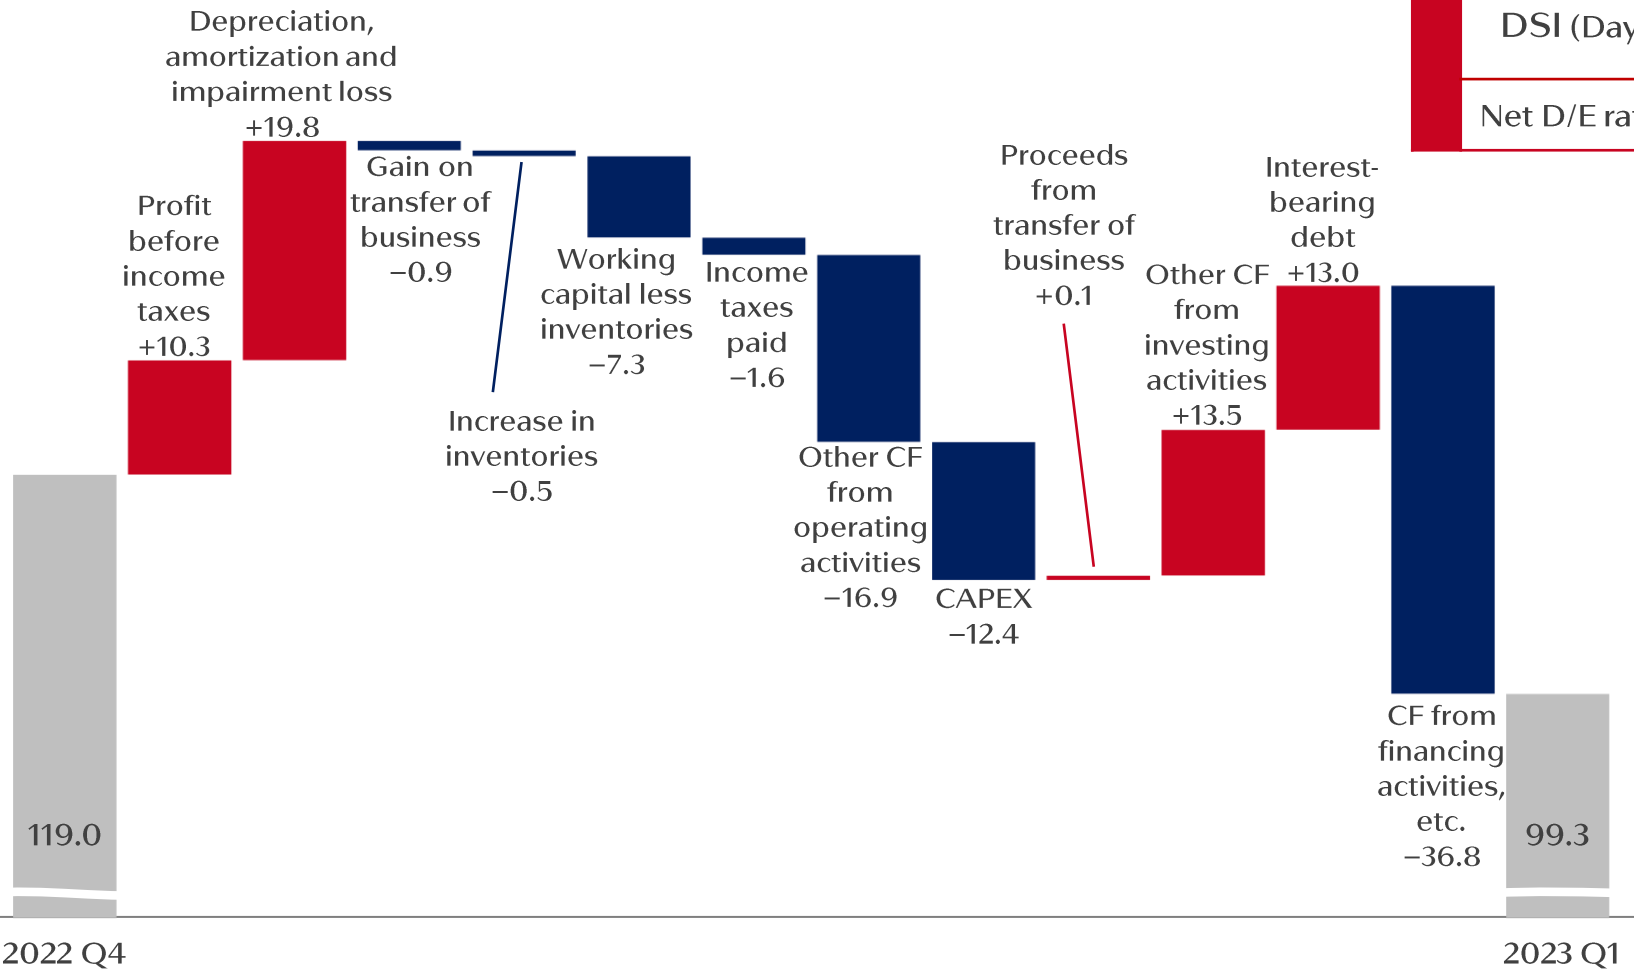 Depreciation,
amortization and
impairment loss
+19.8
Profit
before
income
taxes
+10.3
Gain on
transfer of
business
−0.9
Increase in
inventories
−0.5
Working
capital less
inventories
−7.3
Income
taxes
paid
−1.6
Other CF
from
operating
activities
−16.9
CAPEX
−12.4
Proceeds
from
transfer of
business
+0.1
Other CF
from
investing
activities
+13.5
Interest-
bearing
debt
+13.0
CF from
financing
activities,
etc.
−36.8
DSI (Day
Net D/E ra
119.0
99.3
2022 Q4
2023 Q1